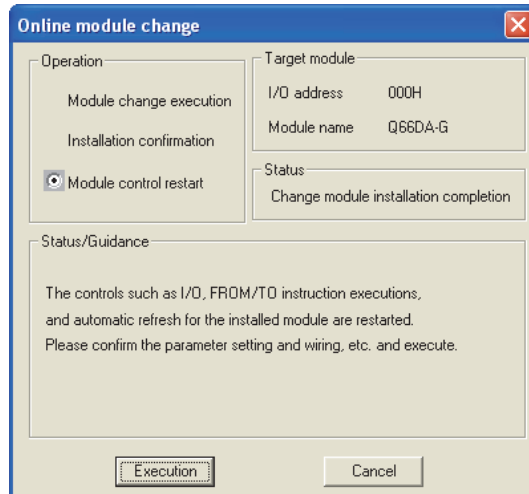 Online module change
Operation
Module change execution
Installation confirmation
Module control restart
Target module
I/O address 000H
Module name Q66DA-G
Status
Change module installation completion
Status/Guidance
The controls such as I/O, FROM/TO instruction executions,
and automatic refresh for the installed module are restarted.
Please confirm the parameter setting and wiring, etc. and execute.
Execution Cancel